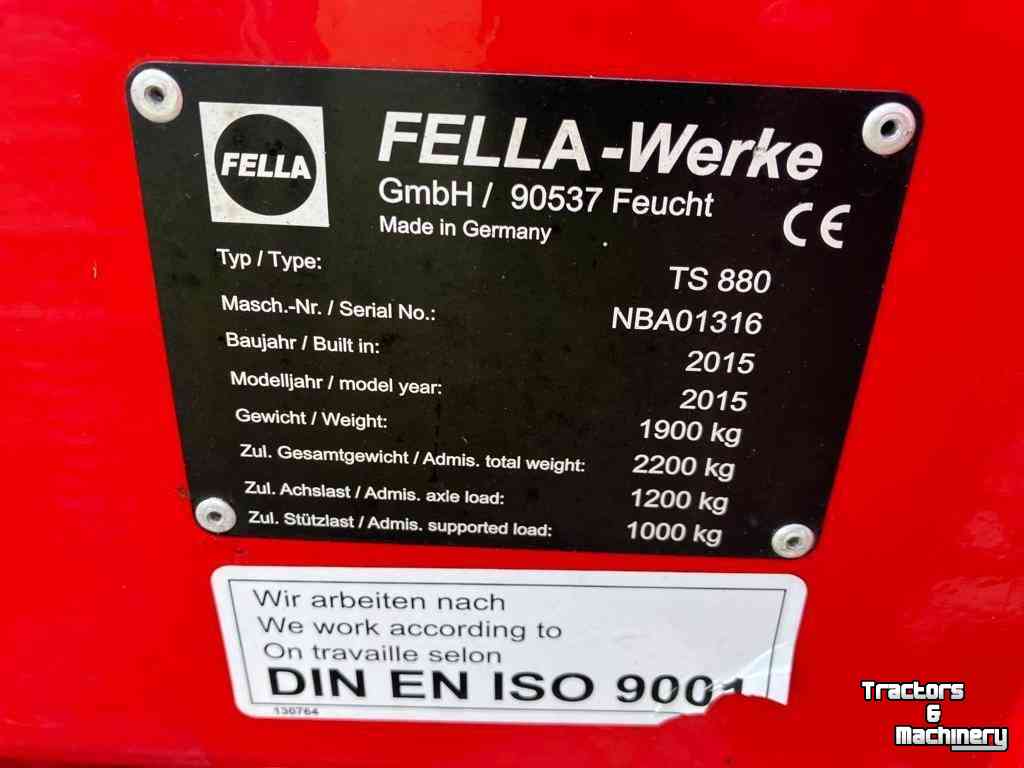 FELLA
FELLA-Werke
GmbH / 90537 Feucht
Made in Germany
CE
Typ / Type: TS 880
Masch.-Nr. / Serial No.: NBA01316
Baujahr / Built in: 2015
Modelljahr / model year: 2015
Gewicht / Weight: 1900 kg
Zul. Gesamtgewicht / Admis. total weight: 2200 kg
Zul. Achslast / Admis. axle load: 1200 kg
Zul. Stützlast / Admis. supported load: 1000 kg
Wir arbeiten nach
We work according to
On travaille selon
DIN EN ISO 9001
130764
Tractors
&
Machinery